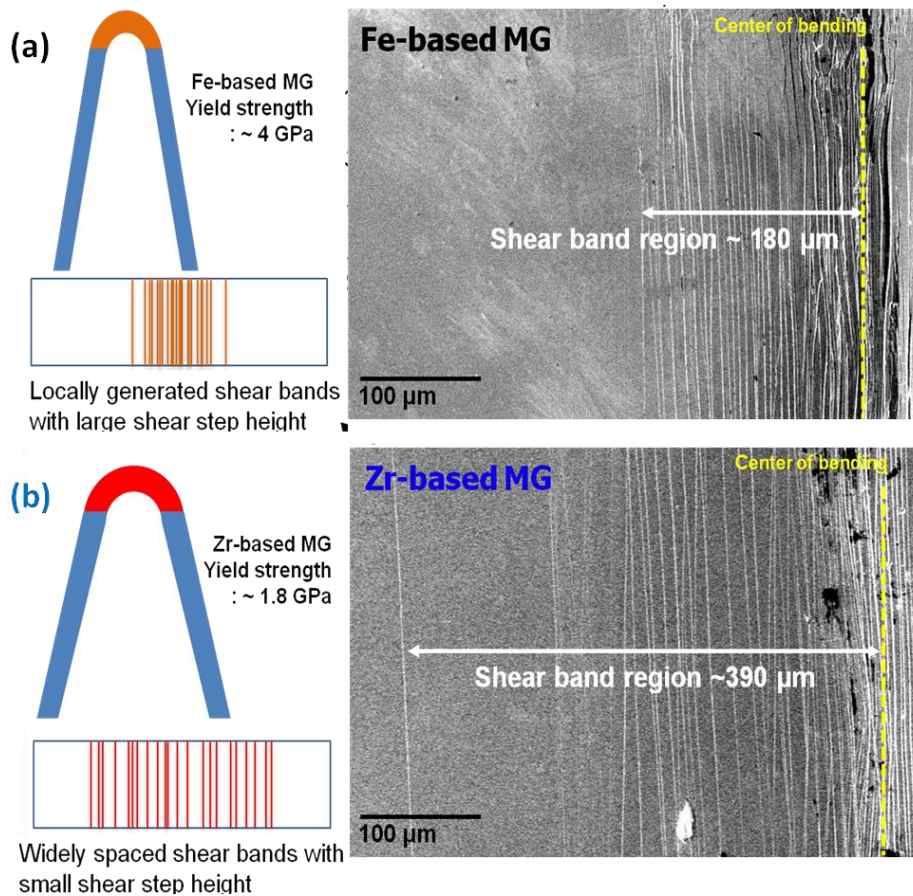 (a)
Fe-based MG
Yield strength
: ~ 4 GPa
Locally generated shear bands
with large shear step height
Fe-based MG
Center of bending
Shear band region ~ 180 μm
100 μm
(b)
Zr-based MG
Yield strength
: ~ 1.8 GPa
Widely spaced shear bands with
small shear step height
Zr-based MG
Center of bending
Shear band region ~390 μm
100 μm